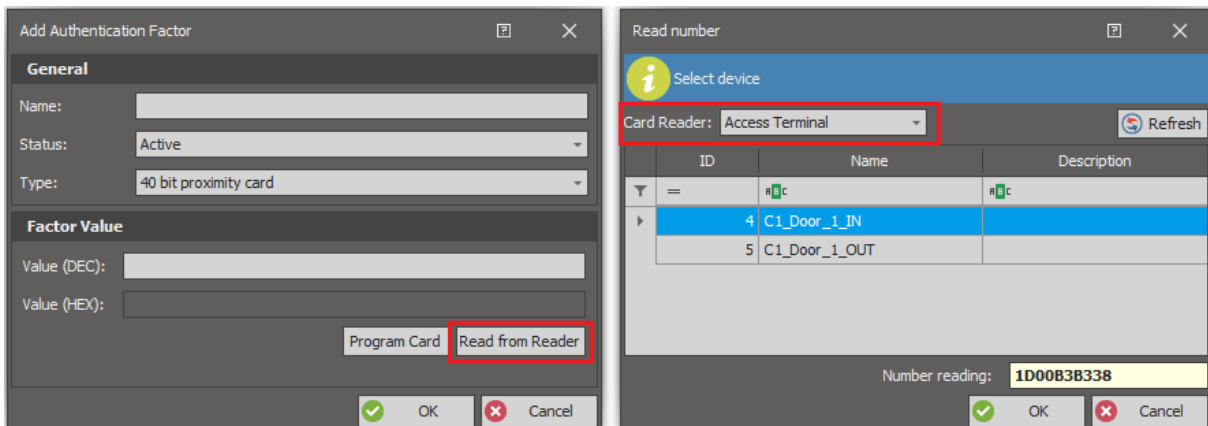 Add Authentication Factor
General
Name:
Status: Active
Type: 40 bit proximity card
Factor Value
Value (DEC):
Value (HEX):
Program Card Read from Reader
OK Cancel
Read number
Select device
Card Reader: Access Terminal Refresh
ID Name Description
= ABC ABC
4 C1_Door_1_IN
5 C1_Door_1_OUT
Number reading: 1D00B3B338
OK Cancel